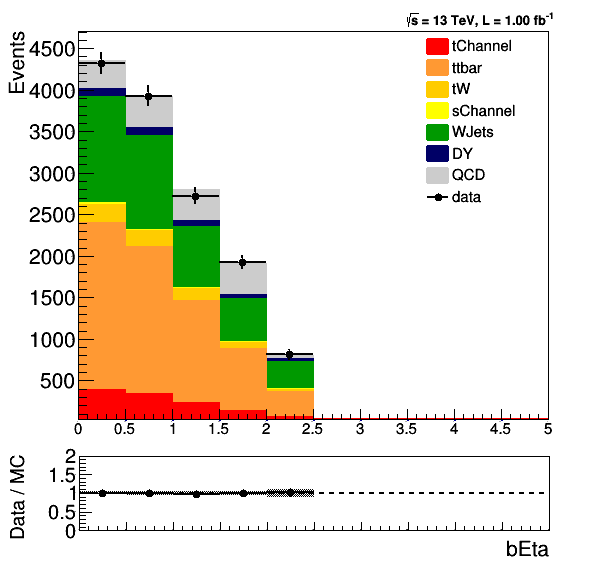 √s = 13 TeV, L = 1.00 fb⁻¹
Events
4500
4000
3500
3000
2500
2000
1500
1000
500
tChannel
ttbar
tW
sChannel
WJets
DY
QCD
data
0 0.5 1 1.5 2 2.5 3 3.5 4 4.5 5
Data / MC
2
1.5
1
0.5
0
bEta